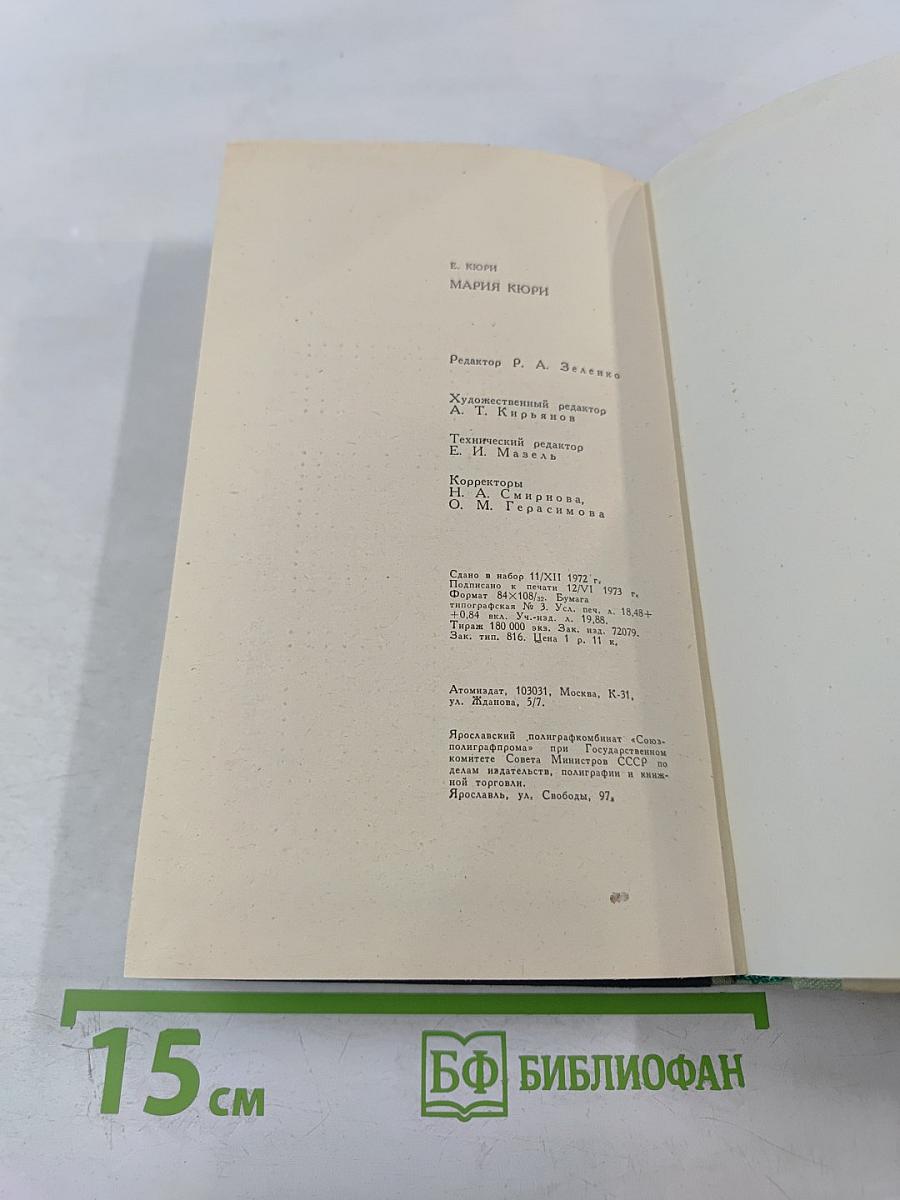 Е. КЮРИ
МАРИЯ КЮРИ
Редактор Р. А. Зеленко
Художественный редактор
А. Т. Кирьянов
Технический редактор
Е. И. Мазель
Корректоры
Н. А. Смирнова,
О. М. Герасимова
Сдано в набор 11/XII 1972 г.
Подписано к печати 12/VI 1973 г.
Формат 84×108/32. Бумага
типографская № 3. Усл. печ. л. 18,48+
+0,84 вкл. Уч.-изд. л. 19,88.
Тираж 180 000 экз. Зак. изд. 72079.
Зак. тип. 816. Цена 1 р. 11 к.
Атомиздат, 103031, Москва, К-31,
ул. Жданова, 5/7.
Ярославский полиграфкомбинат «Союз-
полиграфпрома» при Государственном
комитете Совета Министров СССР по
делам издательств, полиграфии и книж-
ной торговли.
Ярославль, ул. Свободы, 97.
15 см
БФ БИБЛИОФАН